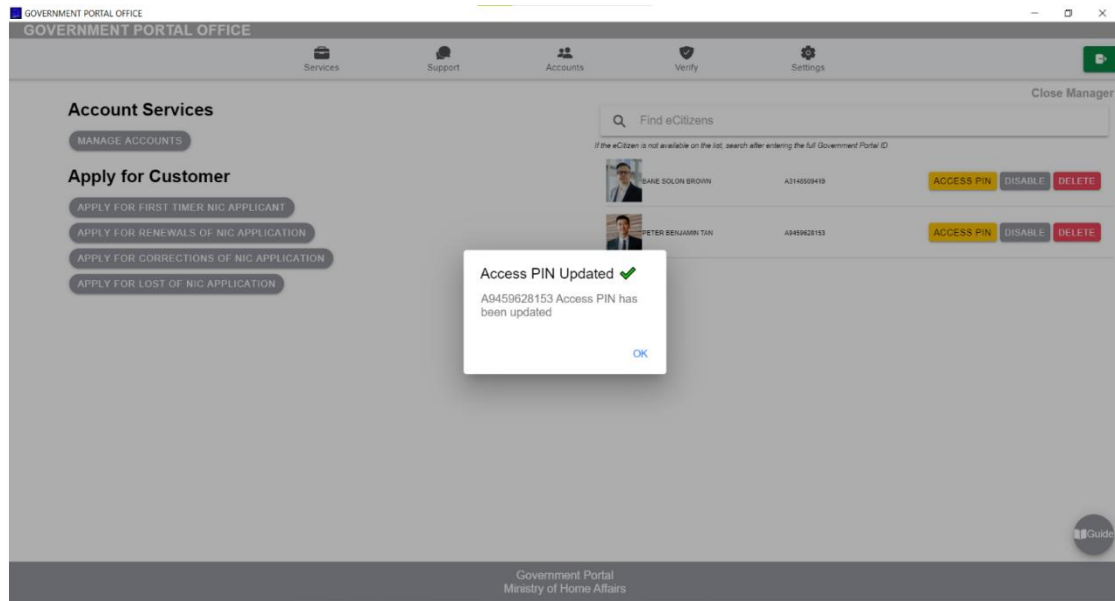 GOVERNMENT PORTAL OFFICE
GOVERNMENT PORTAL OFFICE
Services
Support
Accounts
Verify
Settings
Close Manager
Account Services
MANAGE ACCOUNTS
Apply for Customer
APPLY FOR FIRST TIMER NIC APPLICANT
APPLY FOR RENEWALS OF NIC APPLICATION
APPLY FOR CORRECTIONS OF NIC APPLICATION
APPLY FOR LOST OF NIC APPLICATION
Find eCitizens
If the eCitizen is not available on the list, search after entering the full Government Portal ID
BANE SOLON BROWN A3148509419 ACCESS PIN DISABLE DELETE
PETER BENJAMIN TAN A9459628153 ACCESS PIN DISABLE DELETE
Access PIN Updated
A9459628153 Access PIN has
been updated
OK
Guide
Government Portal
Ministry of Home Affairs